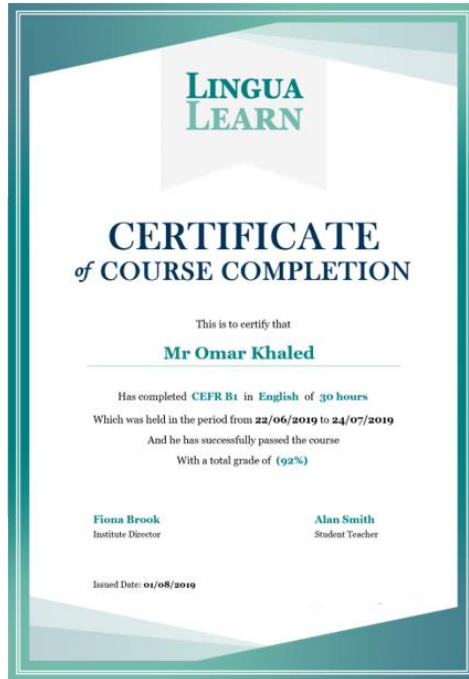 LINGUA
LEARN
CERTIFICATE
of COURSE COMPLETION
This is to certify that
Mr Omar Khaled
Has completed CEFR B1 in English of 30 hours
Which was held in the period from 22/06/2019 to 24/07/2019
And he has successfully passed the course
With a total grade of (92%)
Fiona Brook
Alan Smith
Institute Director
Student Teacher
Issued Date: 01/08/2019